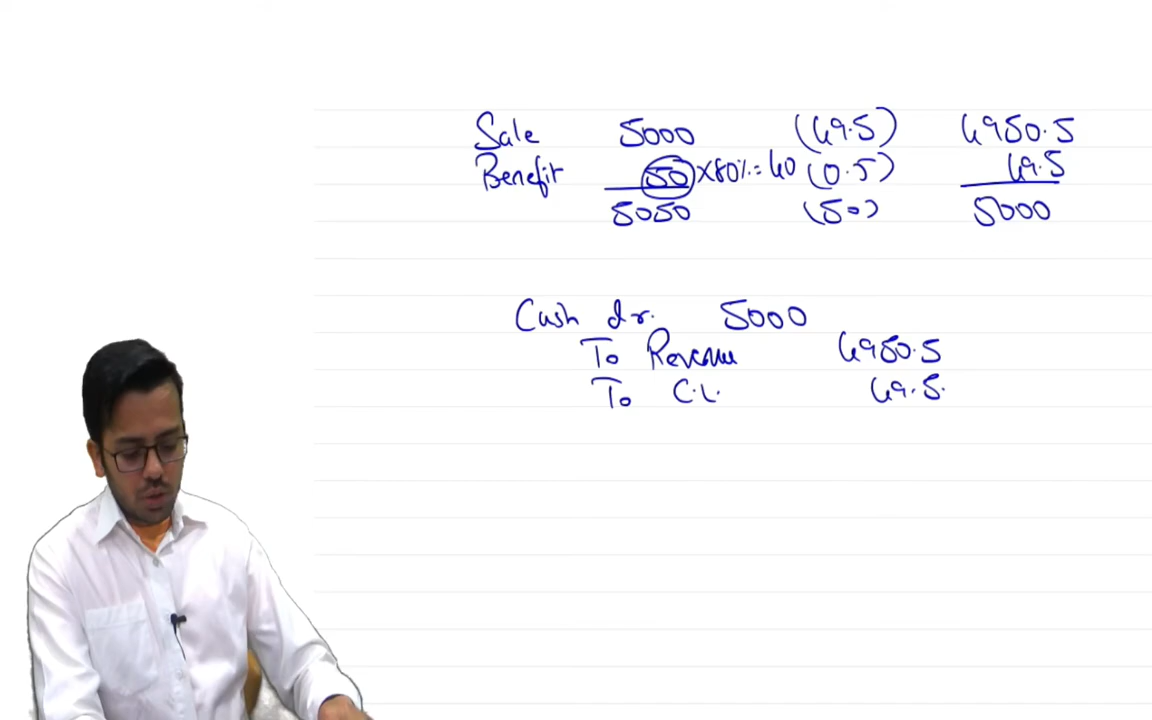 Sale 5000 (49.5) 4950.5
Benefit 50 ×80%=40 (0.5) 49.5
5050 (50) 5000
Cash dr. 5000
To Revenue 4950.5
To C.L. 49.5